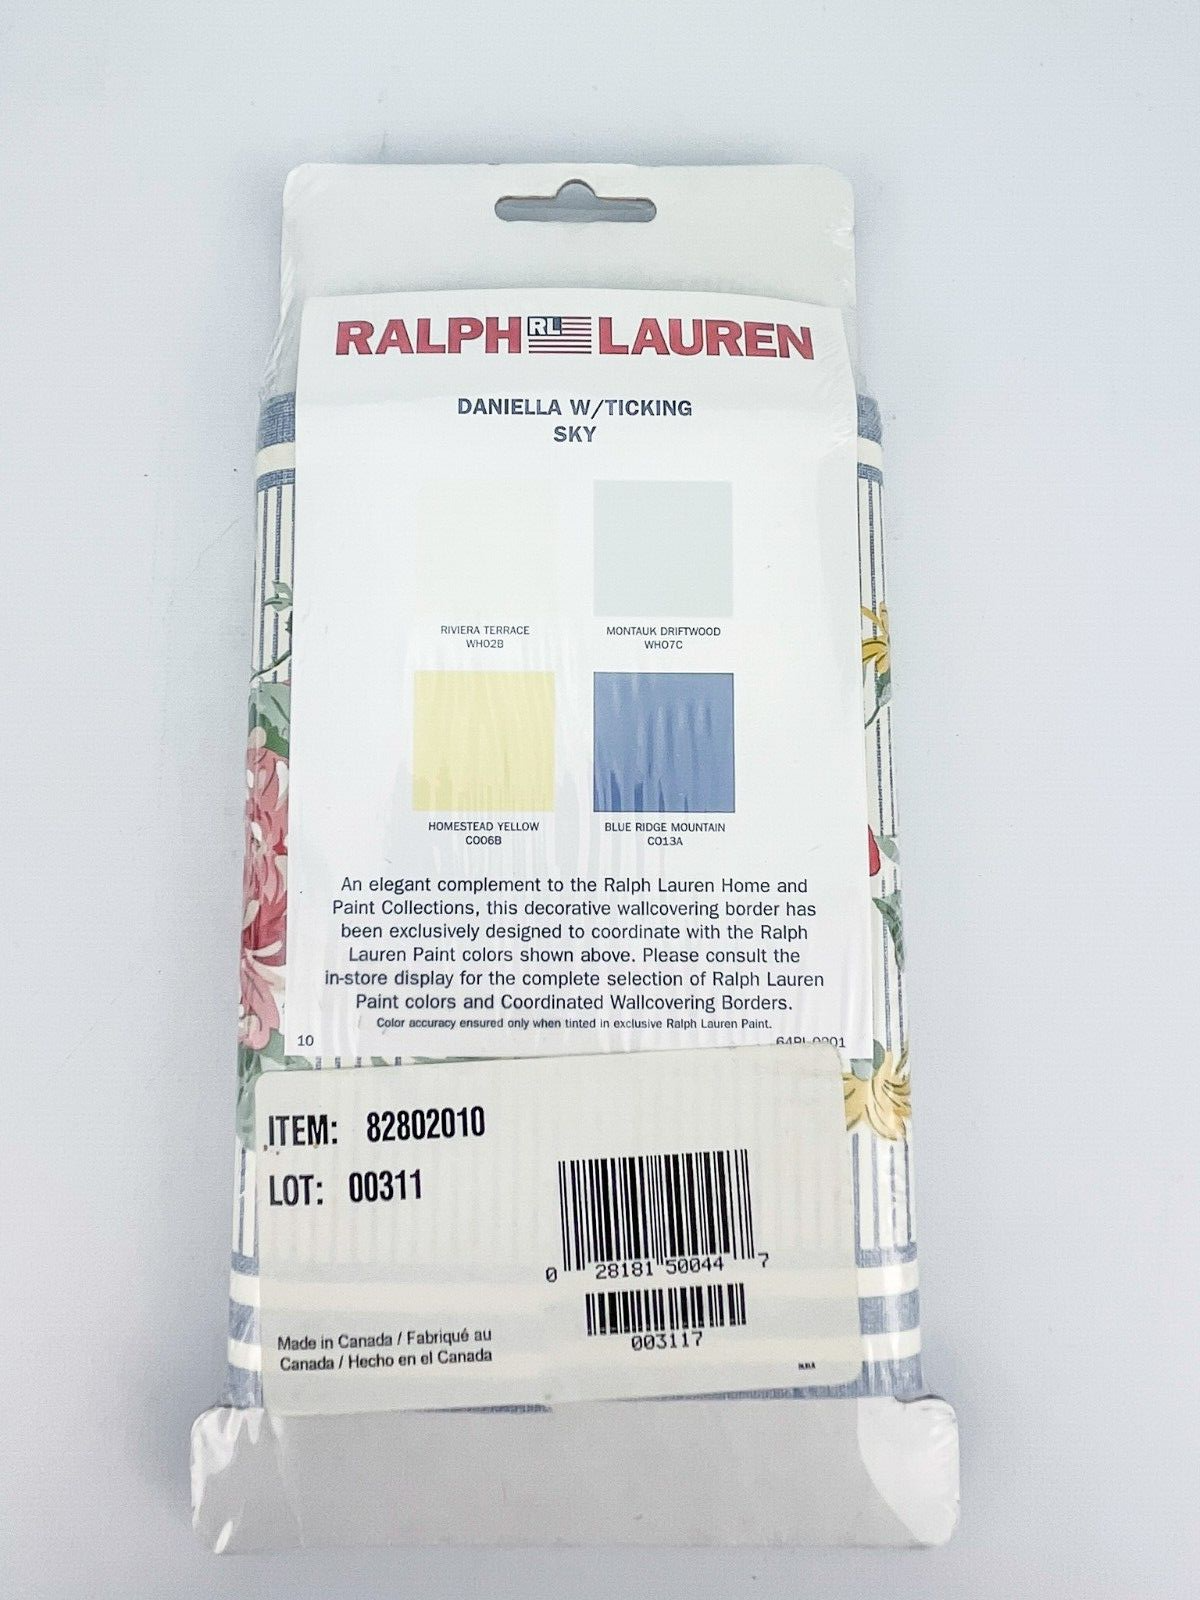 RALPH RL LAUREN
DANIELLA W/TICKING
SKY
RIVIERA TERRACE
WH02B
MONTAUK DRIFTWOOD
WH07C
HOMESTEAD YELLOW
CO06B
BLUE RIDGE MOUNTAIN
CO13A
An elegant complement to the Ralph Lauren Home and
Paint Collections, this decorative wallcovering border has
been exclusively designed to coordinate with the Ralph
Lauren Paint colors shown above. Please consult the
in-store display for the complete selection of Ralph Lauren
Paint colors and Coordinated Wallcovering Borders.
Color accuracy ensured only when tinted in exclusive Ralph Lauren Paint.
10
ITEM: 82802010
LOT: 00311
0 28181 50044 7
003117
Made in Canada / Fabriqué au
Canada / Hecho en el Canada